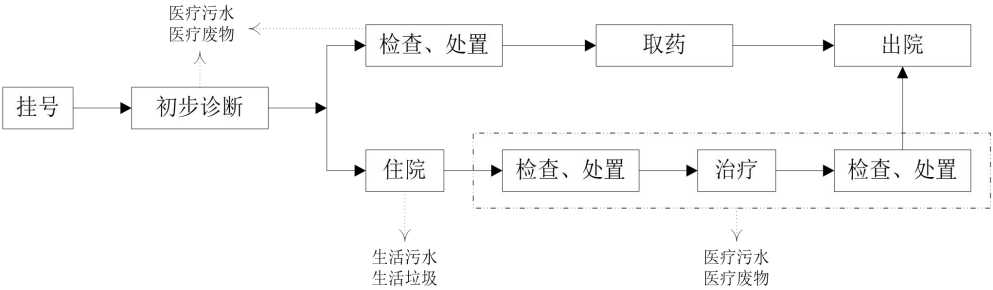 医疗污水
医疗废物
检查、处置
取药
出院
挂号
初步诊断
住院
检查、处置
治疗
检查、处置
生活污水
生活垃圾
医疗污水
医疗废物